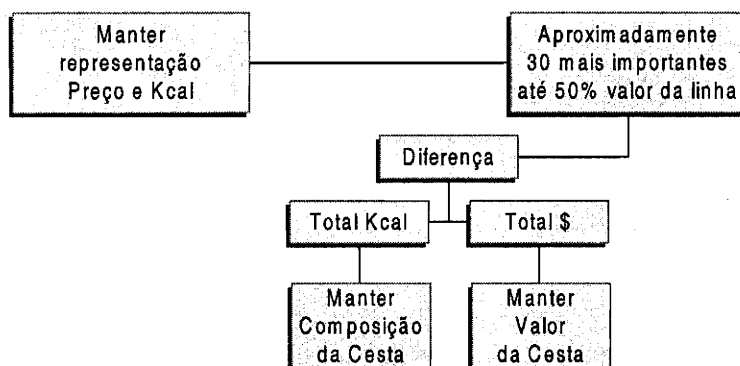 Manter
representação
Preço e Kcal
Aproximadamente
30 mais importantes
até 50% valor da linha
Diferença
Total Kcal
Total $
Manter
Composição
da Cesta
Manter
Valor
da Cesta